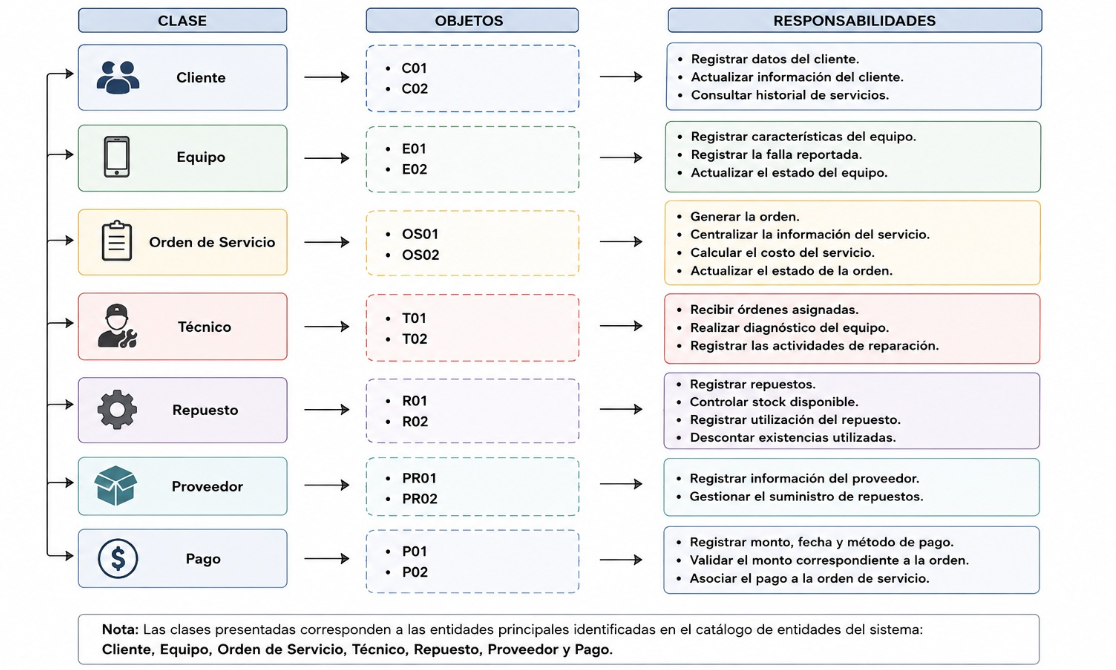 CLASE
OBJETOS
RESPONSABILIDADES
Cliente
• C01
• C02
• Registrar datos del cliente.
• Actualizar información del cliente.
• Consultar historial de servicios.
Equipo
• E01
• E02
• Registrar características del equipo.
• Registrar la falla reportada.
• Actualizar el estado del equipo.
Orden de Servicio
• OS01
• OS02
• Generar la orden.
• Centralizar la información del servicio.
• Calcular el costo del servicio.
• Actualizar el estado de la orden.
Técnico
• T01
• T02
• Recibir órdenes asignadas.
• Realizar diagnóstico del equipo.
• Registrar las actividades de reparación.
Repuesto
• R01
• R02
• Registrar repuestos.
• Controlar stock disponible.
• Registrar utilización del repuesto.
• Descontar existencias utilizadas.
Proveedor
• PR01
• PR02
• Registrar información del proveedor.
• Gestionar el suministro de repuestos.
$
Pago
• P01
• P02
• Registrar monto, fecha y método de pago.
• Validar el monto correspondiente a la orden.
• Asociar el pago a la orden de servicio.
Nota: Las clases presentadas corresponden a las entidades principales identificadas en el catálogo de entidades del sistema:
Cliente, Equipo, Orden de Servicio, Técnico, Repuesto, Proveedor y Pago.